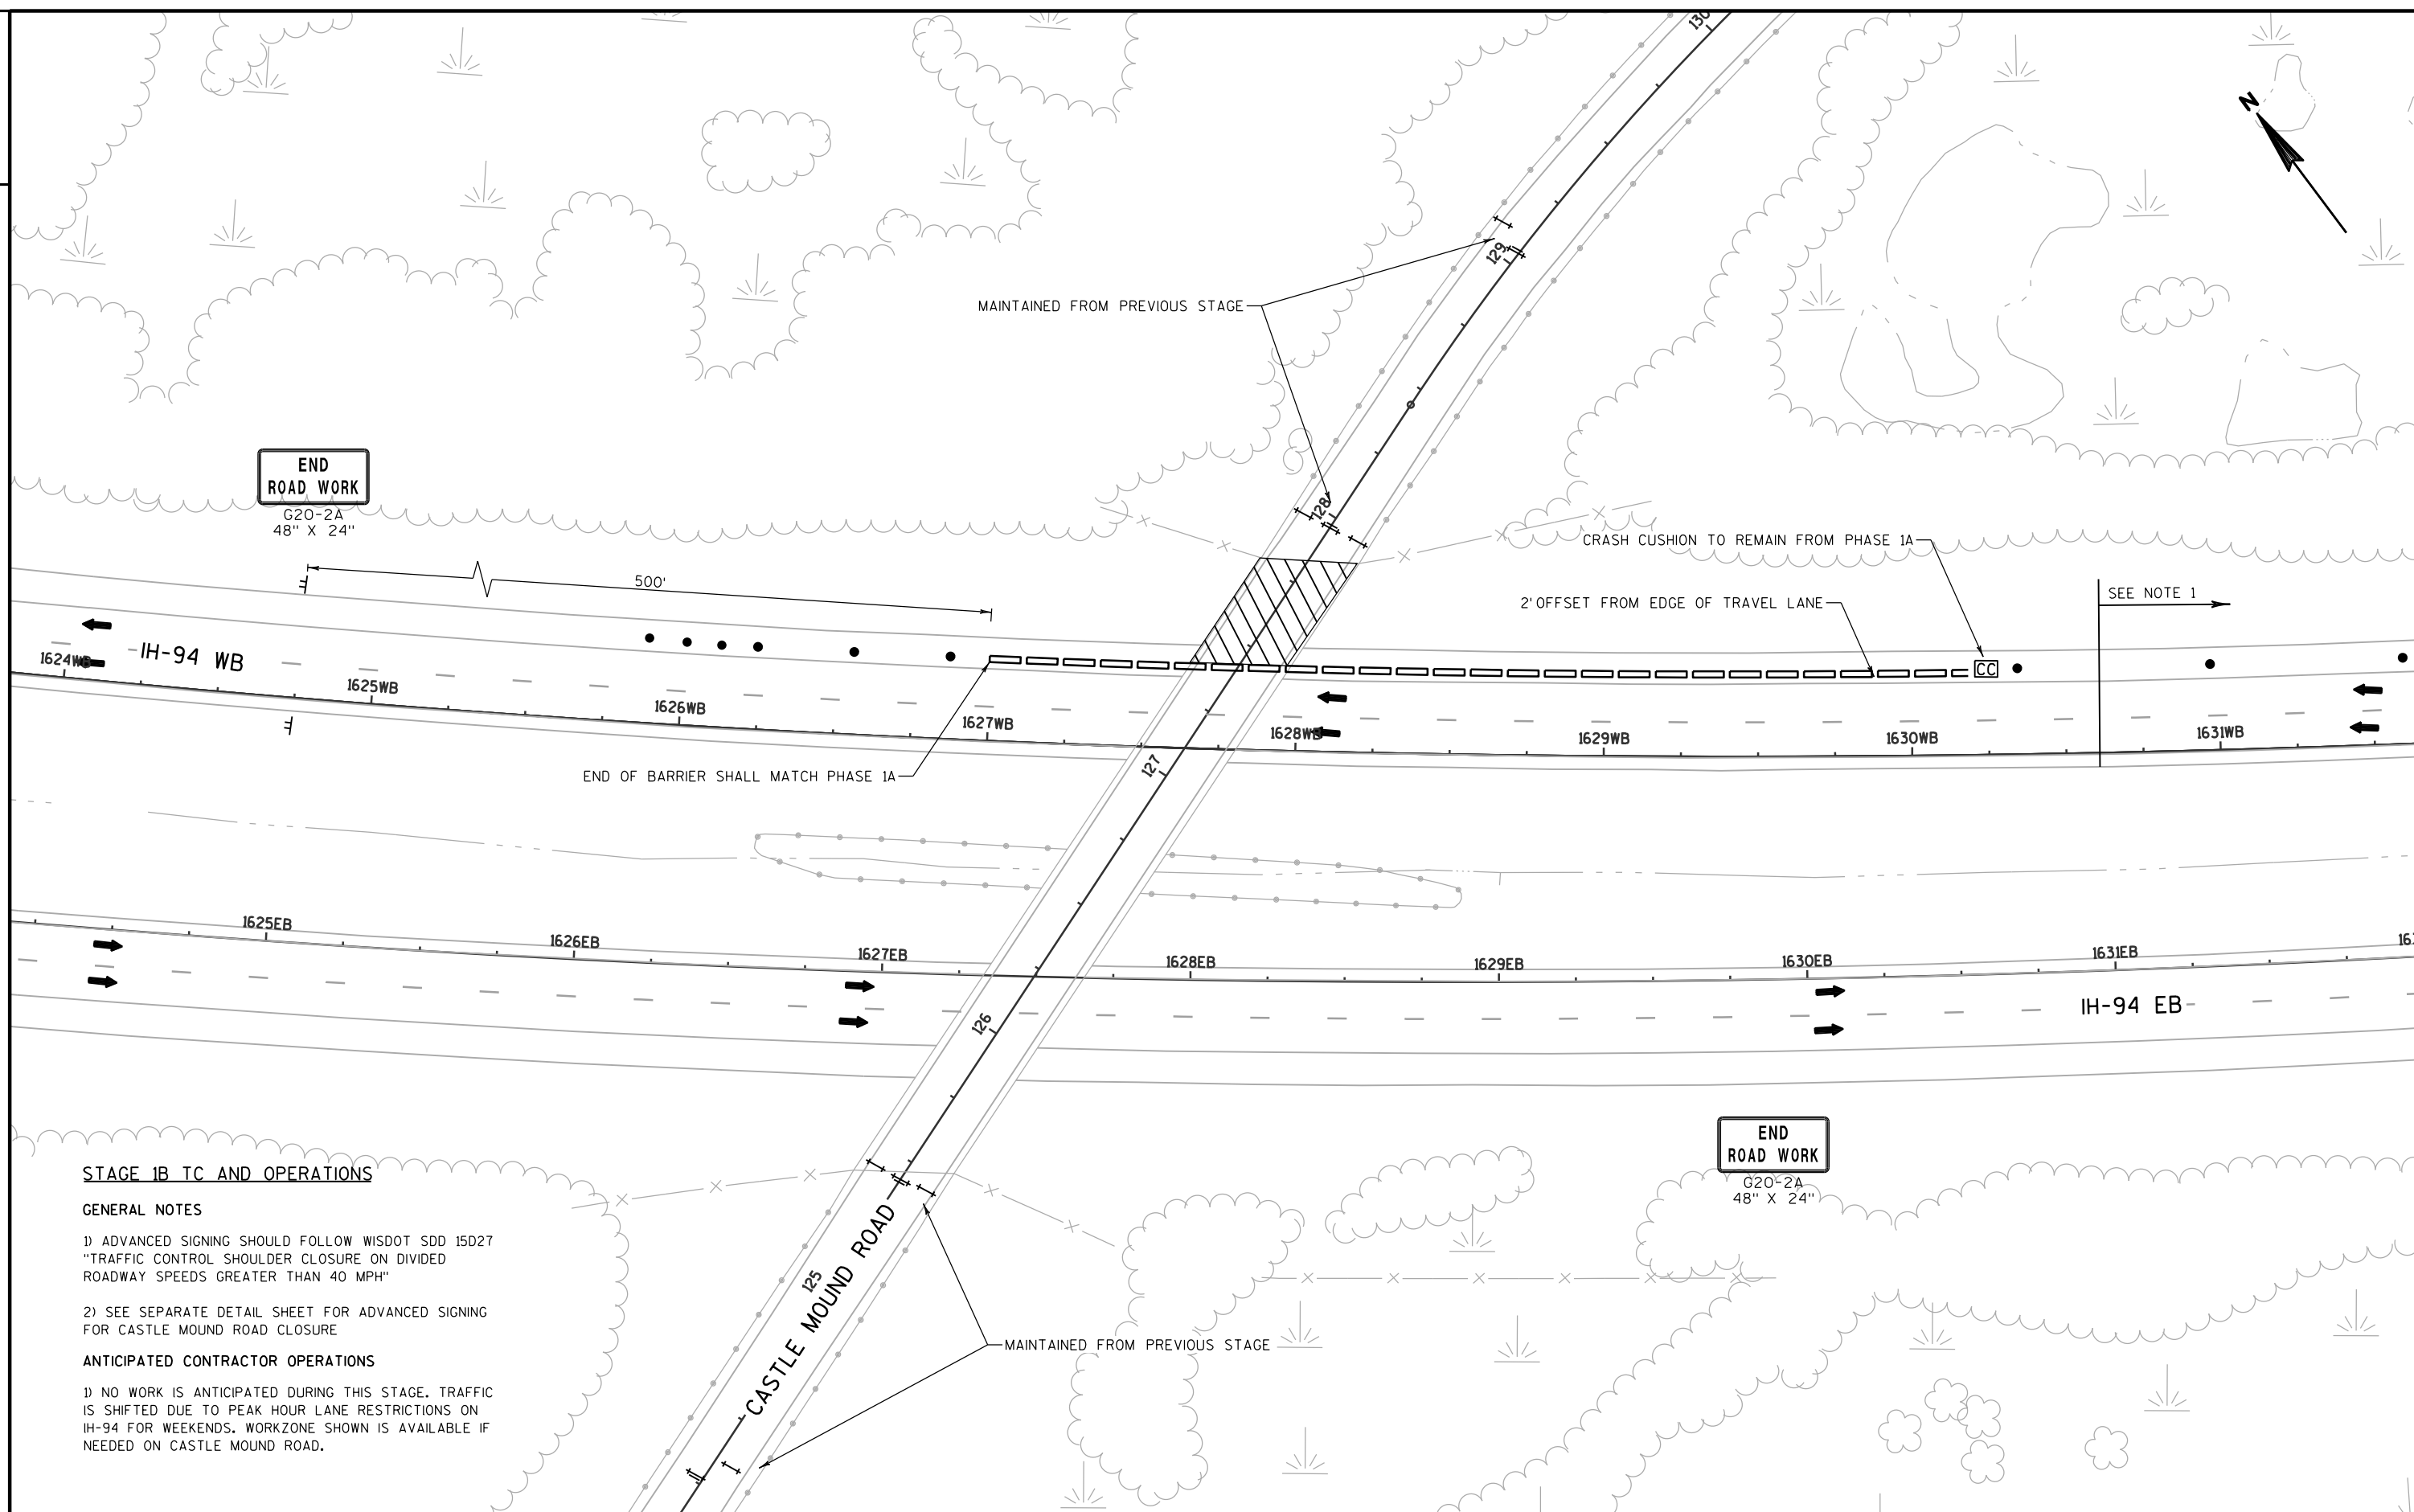 130
N
129
MAINTAINED FROM PREVIOUS STAGE
END
ROAD WORK
G20-2A
48" X 24"
128
CRASH CUSHION TO REMAIN FROM PHASE 1A
500'
2' OFFSET FROM EDGE OF TRAVEL LANE
SEE NOTE 1
IH-94 WB
CC
1624WB
1625WB
1626WB
1627WB
1628WB
1629WB
1630WB
1631WB
END OF BARRIER SHALL MATCH PHASE 1A
127
1625EB
1626EB
1627EB
1628EB
1629EB
1630EB
1631EB
IH-94 EB
126
END
ROAD WORK
G20-2A
48" X 24"
125
CASTLE MOUND ROAD
MAINTAINED FROM PREVIOUS STAGE
STAGE 1B TC AND OPERATIONS
GENERAL NOTES
1) ADVANCED SIGNING SHOULD FOLLOW WISDOT SDD 15D27
"TRAFFIC CONTROL SHOULDER CLOSURE ON DIVIDED
ROADWAY SPEEDS GREATER THAN 40 MPH"
2) SEE SEPARATE DETAIL SHEET FOR ADVANCED SIGNING
FOR CASTLE MOUND ROAD CLOSURE
ANTICIPATED CONTRACTOR OPERATIONS
1) NO WORK IS ANTICIPATED DURING THIS STAGE. TRAFFIC
IS SHIFTED DUE TO PEAK HOUR LANE RESTRICTIONS ON
IH-94 FOR WEEKENDS. WORKZONE SHOWN IS AVAILABLE IF
NEEDED ON CASTLE MOUND ROAD.